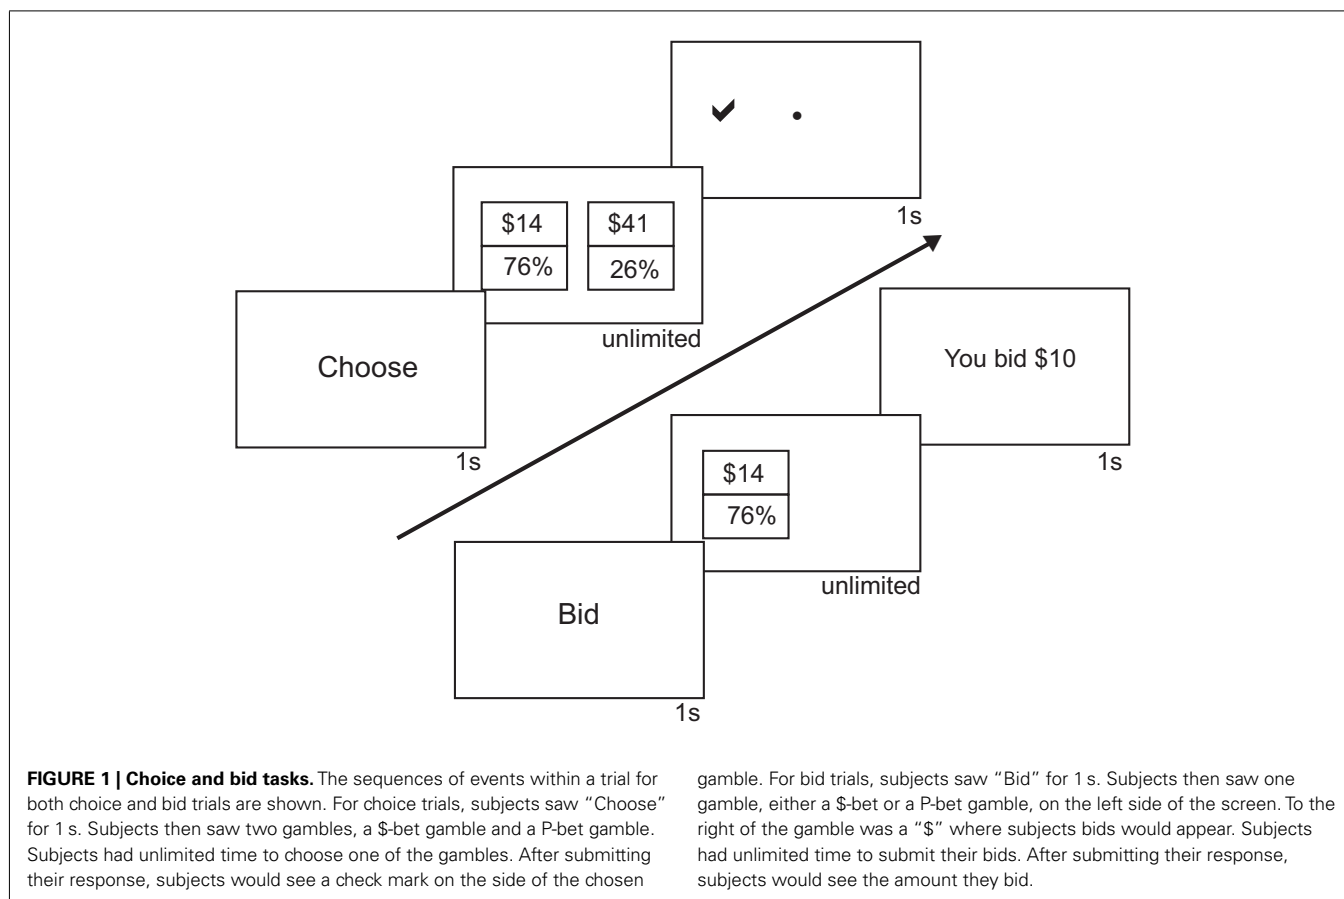 $14
$41
76%
26%
1s
unlimited
Choose
You bid $10
1s
1s
$14
76%
unlimited
Bid
1s
FIGURE 1 | Choice and bid tasks. The sequences of events within a trial for
both choice and bid trials are shown. For choice trials, subjects saw “Choose”
for 1 s. Subjects then saw two gambles, a $-bet gamble and a P-bet gamble.
Subjects had unlimited time to choose one of the gambles. After submitting
their response, subjects would see a check mark on the side of the chosen
gamble. For bid trials, subjects saw “Bid” for 1 s. Subjects then saw one
gamble, either a $-bet or a P-bet gamble, on the left side of the screen. To the
right of the gamble was a “$” where subjects bids would appear. Subjects
had unlimited time to submit their bids. After submitting their response,
subjects would see the amount they bid.